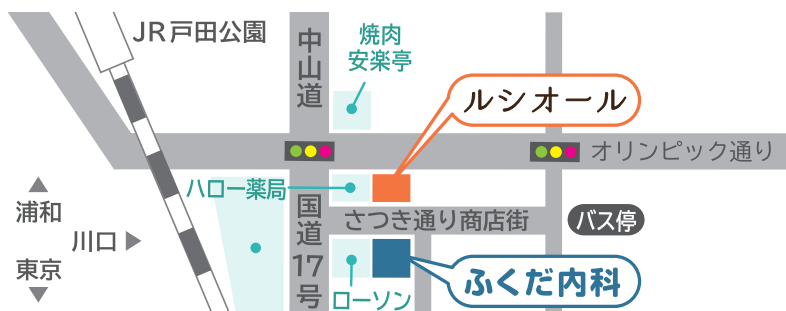 JR戸田公園
中山道
焼肉
安楽亭
ルシオール
オリンピック通り
ハロー薬局
国道17号
さつき通り商店街
バス停
浦和
川口
東京
ローソン
ふくだ内科